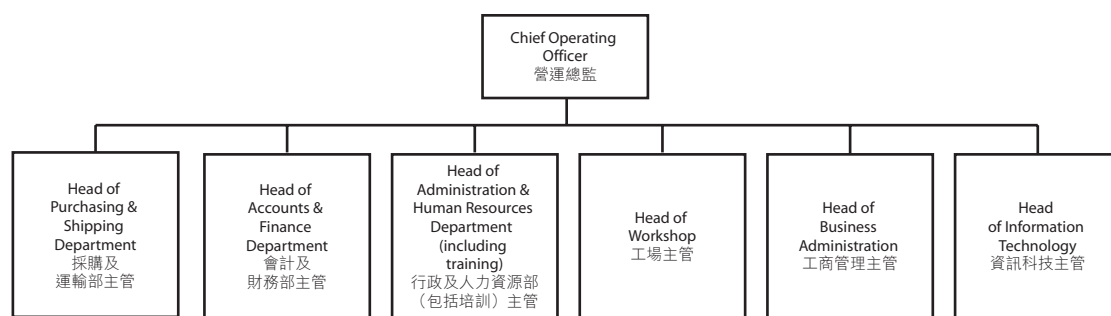 Chief Operating
Officer
營運總監
Head of
Purchasing &
Shipping
Department
採購及
運輸部主管
Head of
Accounts &
Finance
Department
會計及
財務部主管
Head of
Administration &
Human Resources
Department
(including
training)
行政及人力資源部
（包括培訓）主管
Head of
Workshop
工場主管
Head of
Business
Administration
工商管理主管
Head
of Information
Technology
資訊科技主管